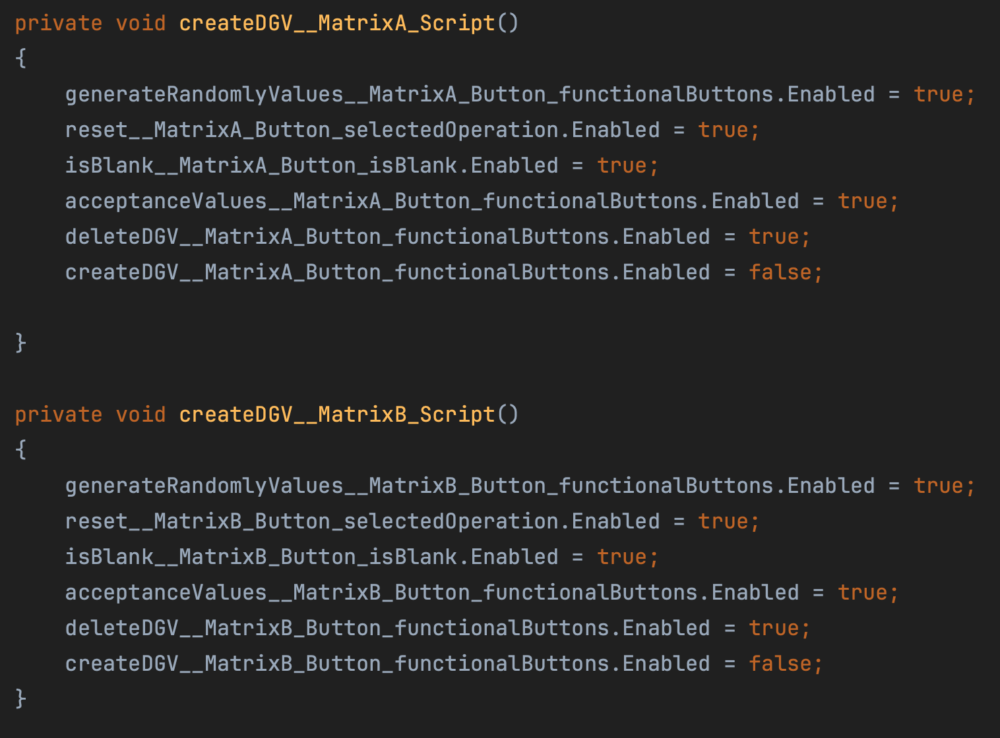 private void createDGV__MatrixA_Script()
{
    generateRandomlyValues__MatrixA_Button_functionalButtons.Enabled = true;
    reset__MatrixA_Button_selectedOperation.Enabled = true;
    isBlank__MatrixA_Button_isBlank.Enabled = true;
    acceptanceValues__MatrixA_Button_functionalButtons.Enabled = true;
    deleteDGV__MatrixA_Button_functionalButtons.Enabled = true;
    createDGV__MatrixA_Button_functionalButtons.Enabled = false;

}

private void createDGV__MatrixB_Script()
{
    generateRandomlyValues__MatrixB_Button_functionalButtons.Enabled = true;
    reset__MatrixB_Button_selectedOperation.Enabled = true;
    isBlank__MatrixB_Button_isBlank.Enabled = true;
    acceptanceValues__MatrixB_Button_functionalButtons.Enabled = true;
    deleteDGV__MatrixB_Button_functionalButtons.Enabled = true;
    createDGV__MatrixB_Button_functionalButtons.Enabled = false;
}